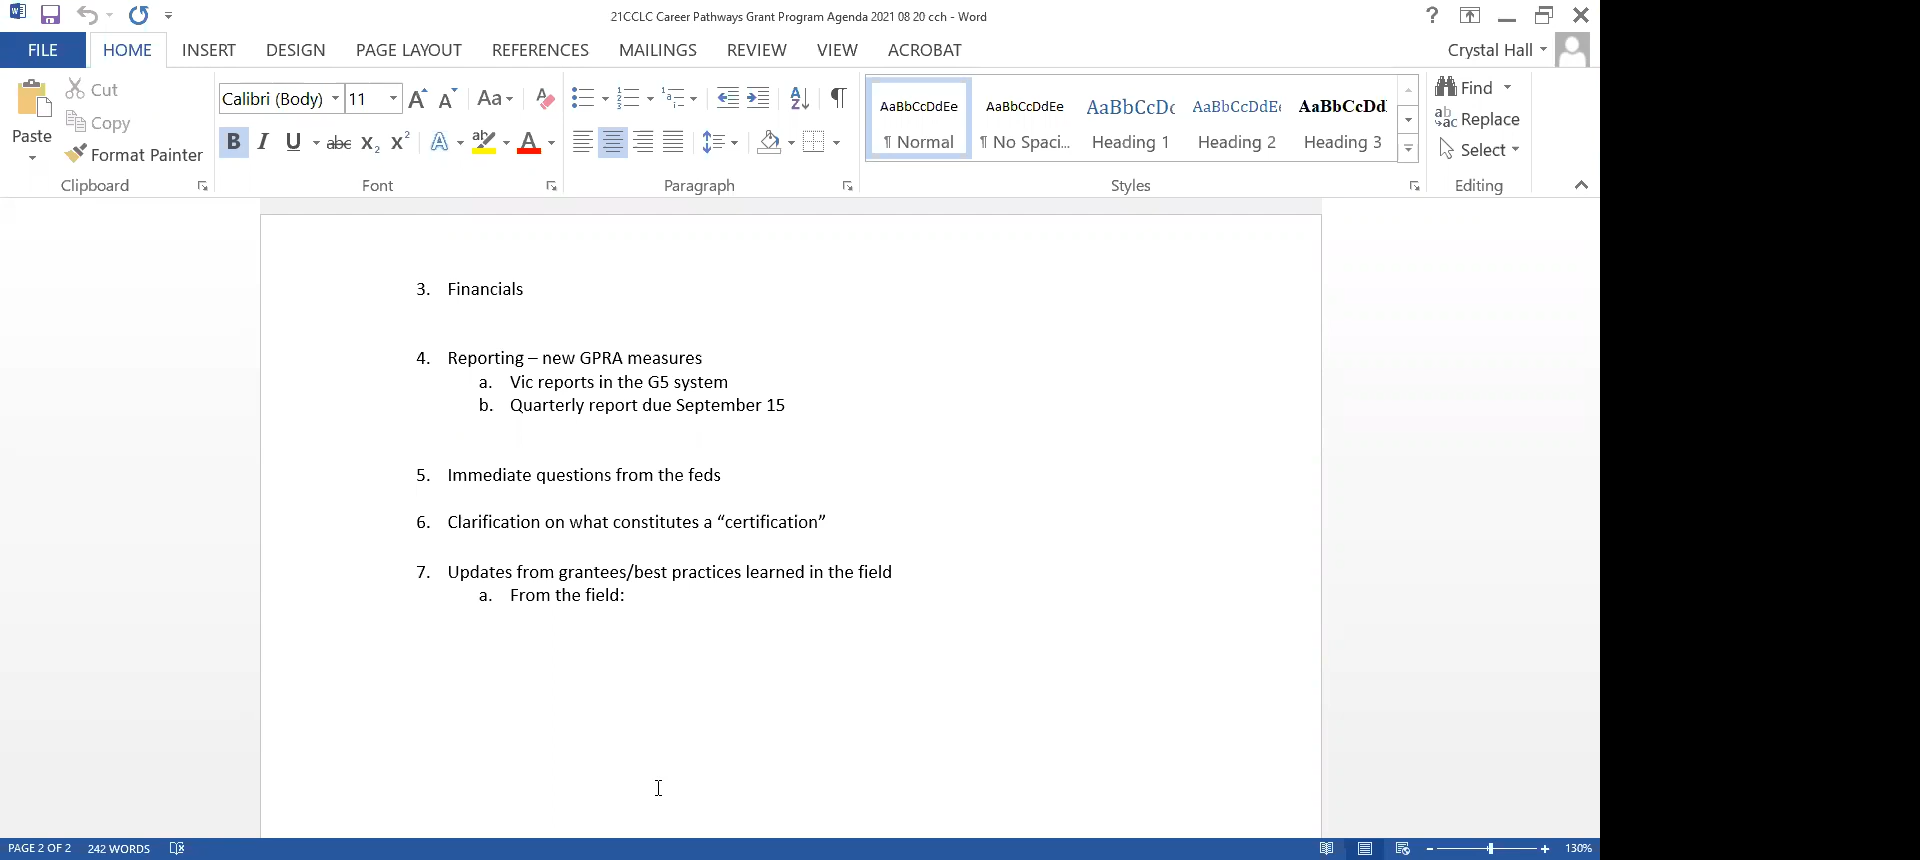 21CCLC Career Pathways Grant Program Agenda 2021 08 20 cch - Word
?
FILE HOME INSERT DESIGN PAGE LAYOUT REFERENCES MAILINGS REVIEW VIEW ACROBAT Crystal Hall
Paste
Cut
Copy
Format Painter
Clipboard
Calibri (Body) 11
Font
Paragraph
AaBbCcDdEe AaBbCcDdEe AaBbCcDc AaBbCcDdEe AaBbCcDd
¶ Normal ¶ No Spaci... Heading 1 Heading 2 Heading 3
Styles
Find
Replace
Select
Editing
3. Financials
4. Reporting – new GPRA measures
a. Vic reports in the G5 system
b. Quarterly report due September 15
5. Immediate questions from the feds
6. Clarification on what constitutes a “certification”
7. Updates from grantees/best practices learned in the field
a. From the field:
PAGE 2 OF 2 242 WORDS 130%